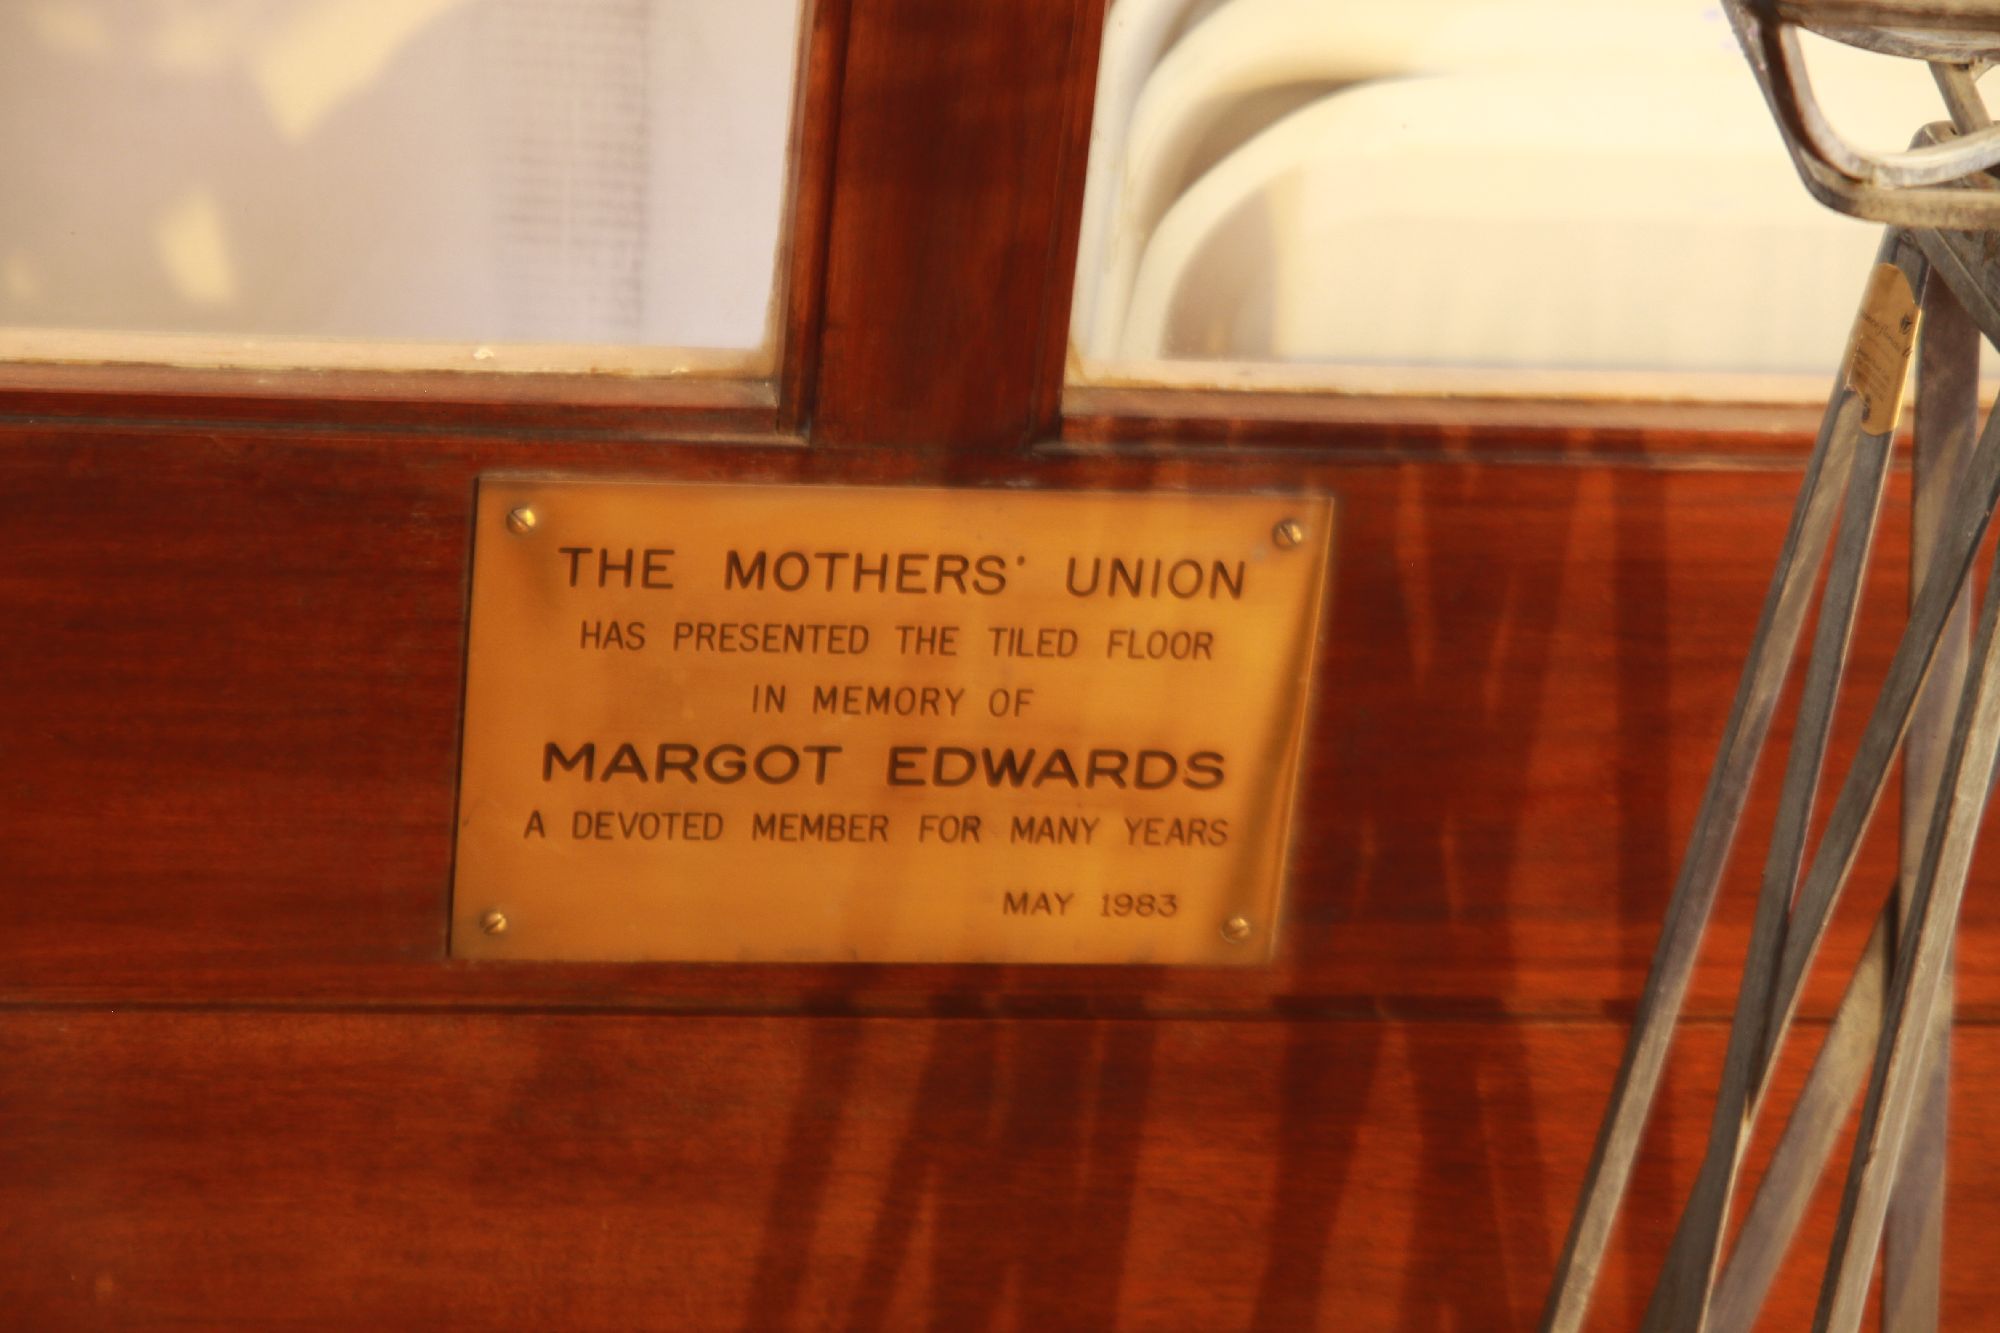 THE MOTHERS' UNION
HAS PRESENTED THE TILED FLOOR
IN MEMORY OF
MARGOT EDWARDS
A DEVOTED MEMBER FOR MANY YEARS
MAY 1983